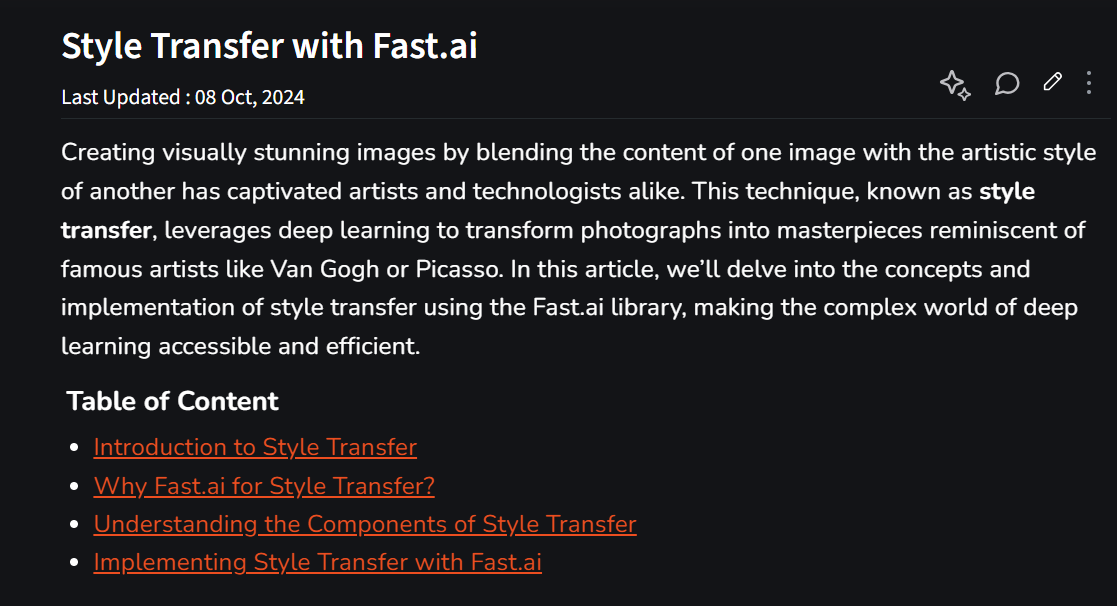 Style Transfer with Fast.ai
Last Updated : 08 Oct, 2024
Creating visually stunning images by blending the content of one image with the artistic style
of another has captivated artists and technologists alike. This technique, known as style
transfer, leverages deep learning to transform photographs into masterpieces reminiscent of
famous artists like Van Gogh or Picasso. In this article, we’ll delve into the concepts and
implementation of style transfer using the Fast.ai library, making the complex world of deep
learning accessible and efficient.
Table of Content
Introduction to Style Transfer
Why Fast.ai for Style Transfer?
Understanding the Components of Style Transfer
Implementing Style Transfer with Fast.ai